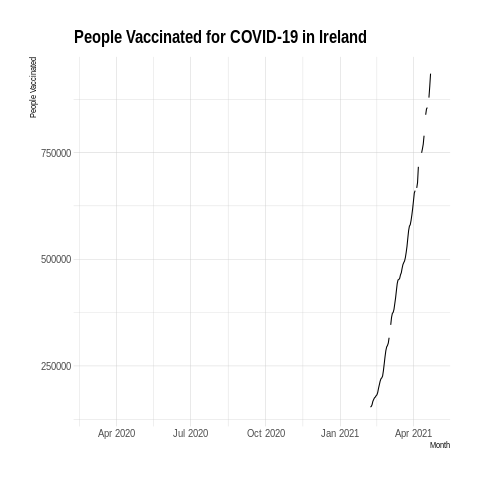 People Vaccinated for COVID-19 in Ireland
People Vaccinated
750000
500000
250000
Apr 2020
Jul 2020
Oct 2020
Jan 2021
Apr 2021
Month